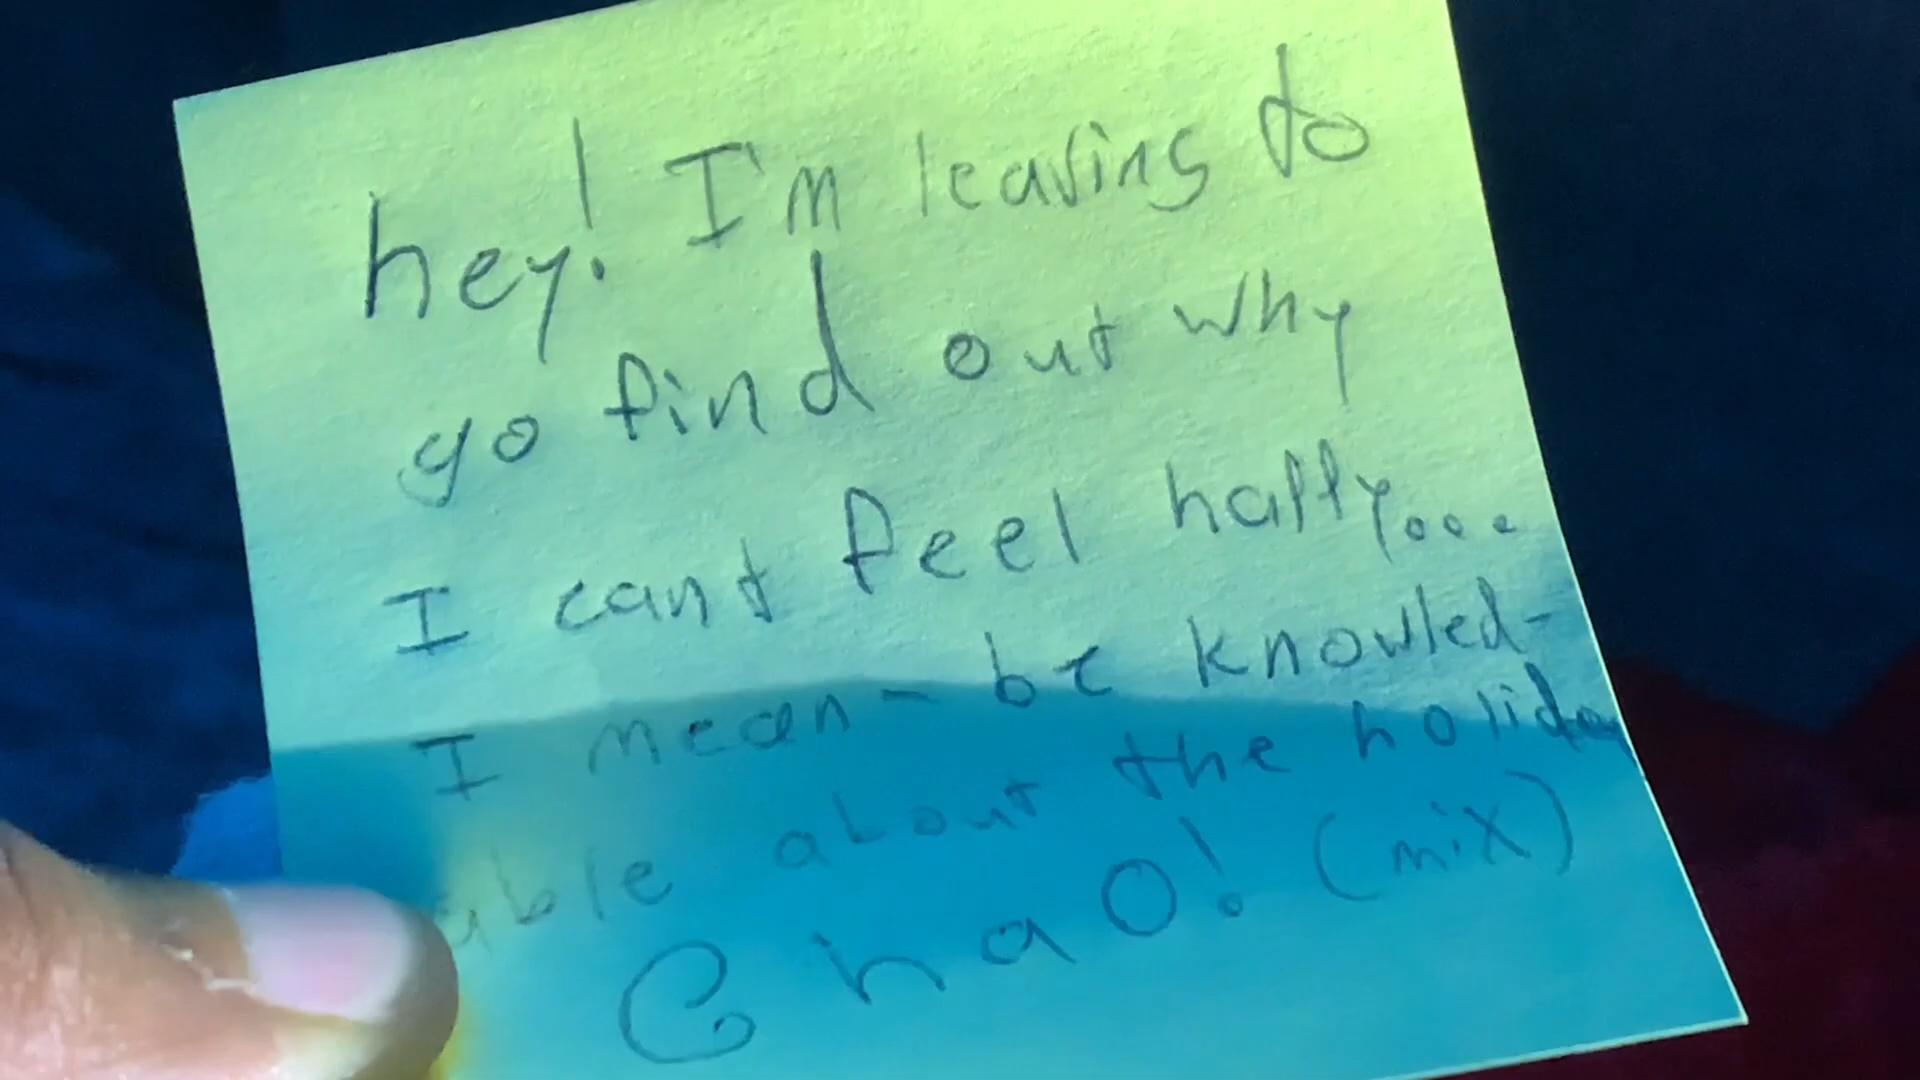 hey! I'm leaving to
go find out why
I cant feel happy...
I mean - be knowled-
able about the holiday
Chao! (mix)